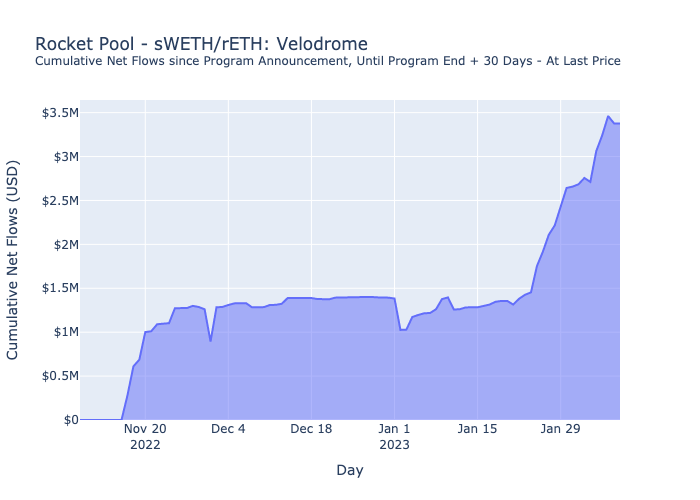 Rocket Pool - sWETH/rETH: Velodrome
Cumulative Net Flows since Program Announcement, Until Program End + 30 Days - At Last Price
Cumulative Net Flows (USD)
$3.5M
$3M
$2.5M
$2M
$1.5M
$1M
$0.5M
$0
Nov 20
2022
Dec 4
Dec 18
Jan 1
2023
Jan 15
Jan 29
Day